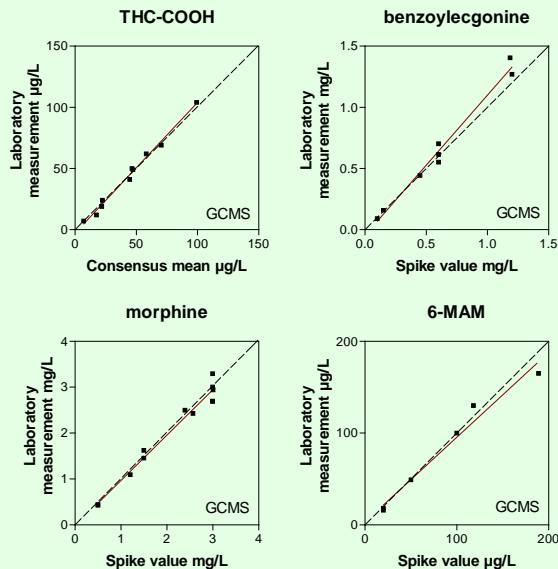 THC-COOH
Laboratory
measurement µg/L
150
100
50
0
GCMS
0 50 100 150
Consensus mean µg/L
benzoylecgonine
Laboratory
measurement mg/L
1.5
1.0
0.5
0.0
GCMS
0.0 0.5 1.0 1.5
Spike value mg/L
morphine
Laboratory
measurement mg/L
4
3
2
1
0
GCMS
0 1 2 3 4
Spike value mg/L
6-MAM
Laboratory
measurement µg/L
200
100
0
GCMS
0 100 200
Spike value µg/L